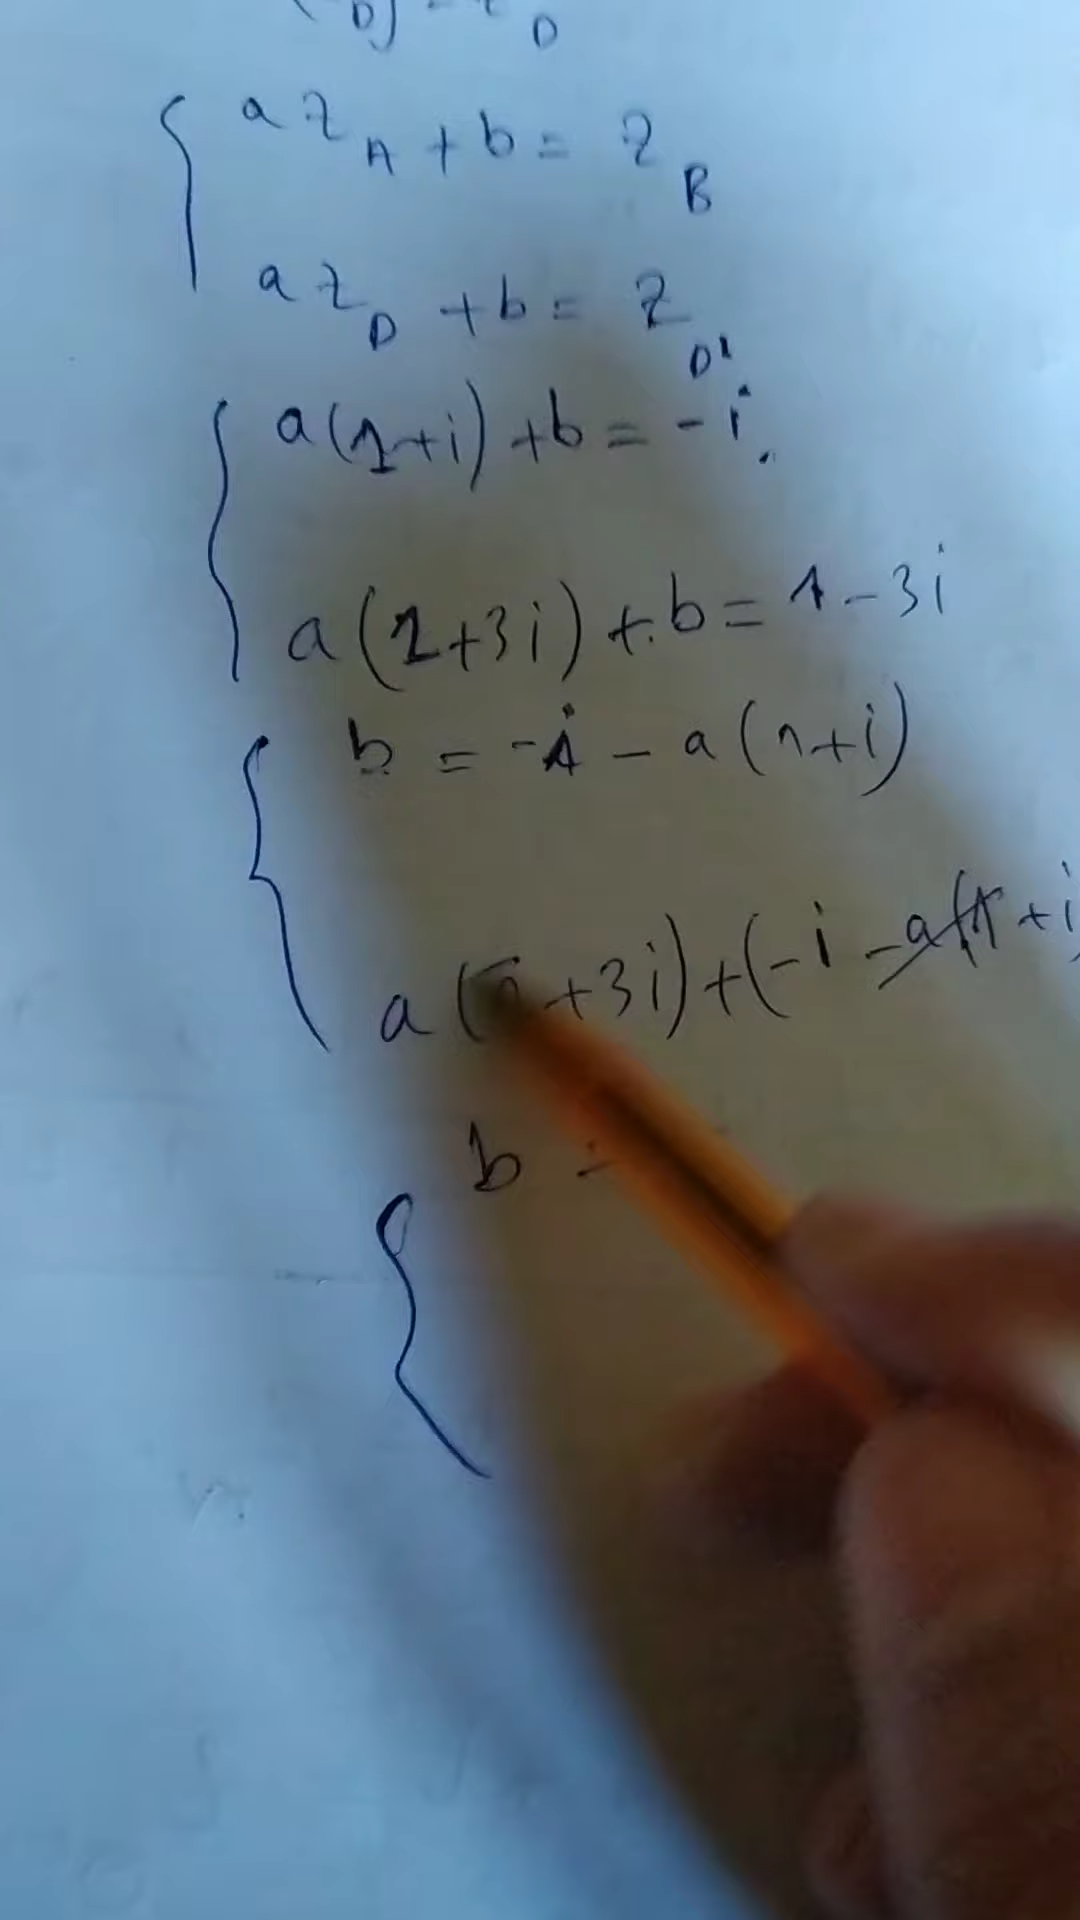 D) = z D
{ a z_A + b = z_B
a z_D + b = z_D'
{ a(1+i) + b = -i
a(1+3i) + b = 1-3i
{ b = -i - a(1+i)
a(1+3i) + (-i - a(1+i)
{ b =